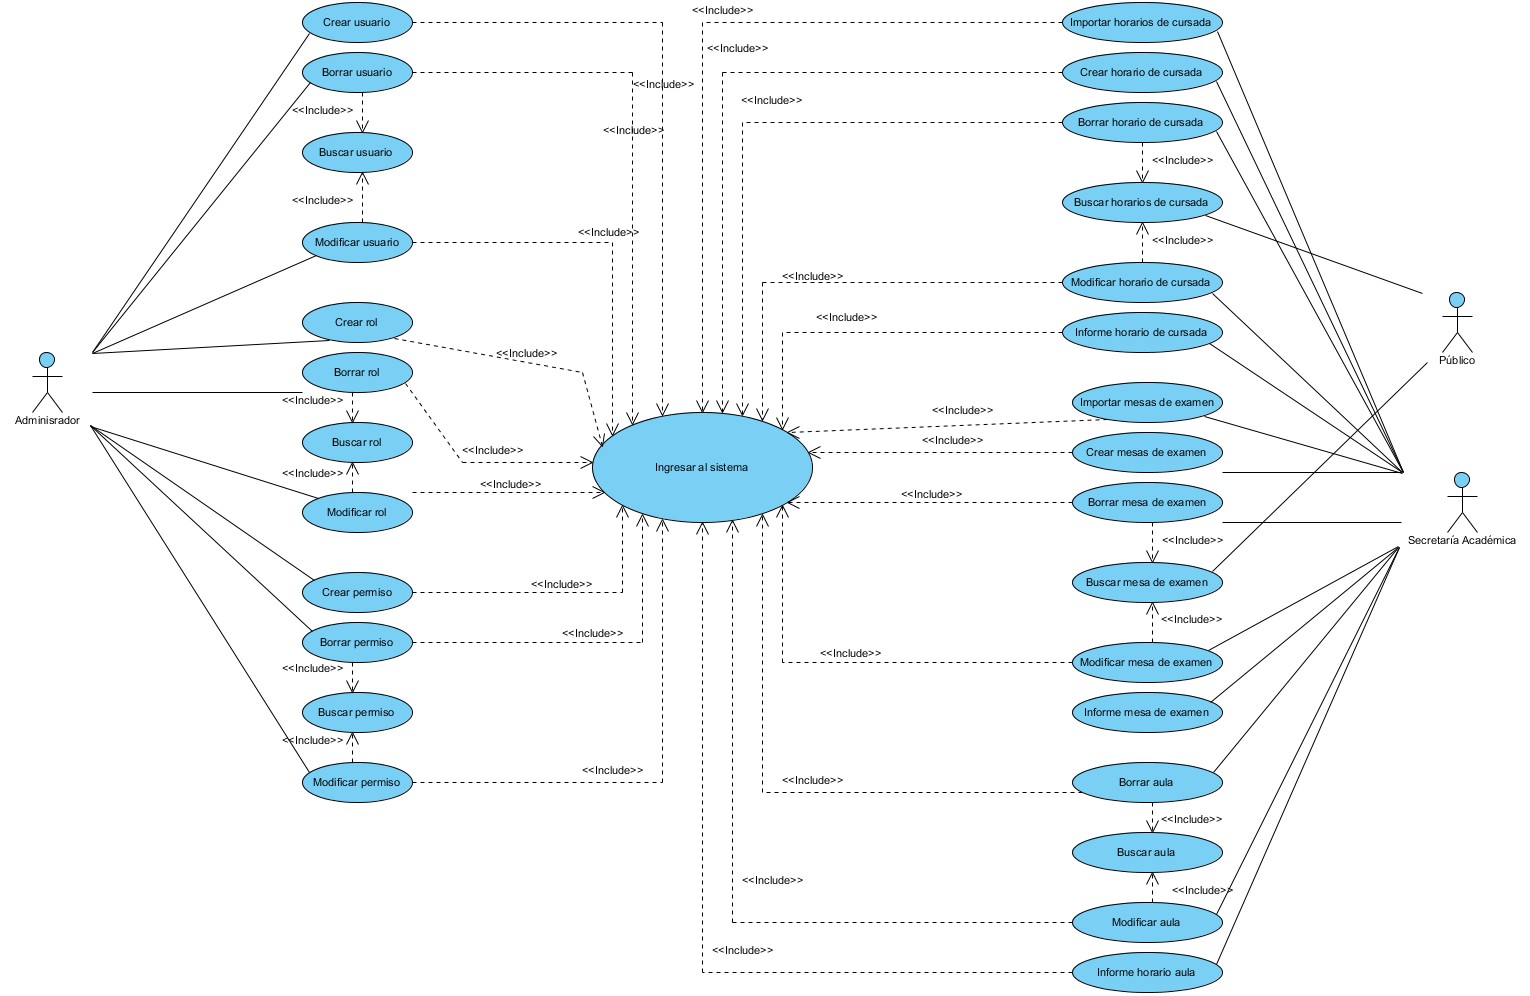 Crear usuario
Borrar usuario
<<Include>>
Buscar usuario
<<Include>>
Modificar usuario
Crear rol
Borrar rol
<<Include>>
Buscar rol
<<Include>>
Modificar rol
Crear permiso
Borrar permiso
<<Include>>
Buscar permiso
<<Include>>
Modificar permiso
Adminisrador
<<Include>>
<<Include>>
<<Include>>
<<Include>>
<<Include>>
<<Include>>
<<Include>>
<<Include>>
<<Include>>
Ingresar al sistema
<<Include>>
<<Include>>
<<Include>>
<<Include>>
<<Include>>
<<Include>>
<<Include>>
<<Include>>
<<Include>>
<<Include>>
<<Include>>
<<Include>>
Importar horarios de cursada
Crear horario de cursada
Borrar horario de cursada
<<Include>>
Buscar horarios de cursada
<<Include>>
Modificar horario de cursada
Informe horario de cursada
Importar mesas de examen
Crear mesas de examen
Borrar mesa de examen
<<Include>>
Buscar mesa de examen
<<Include>>
Modificar mesa de examen
Informe mesa de examen
Borrar aula
<<Include>>
Buscar aula
<<Include>>
Modificar aula
Informe horario aula
Público
Secretaría Académica